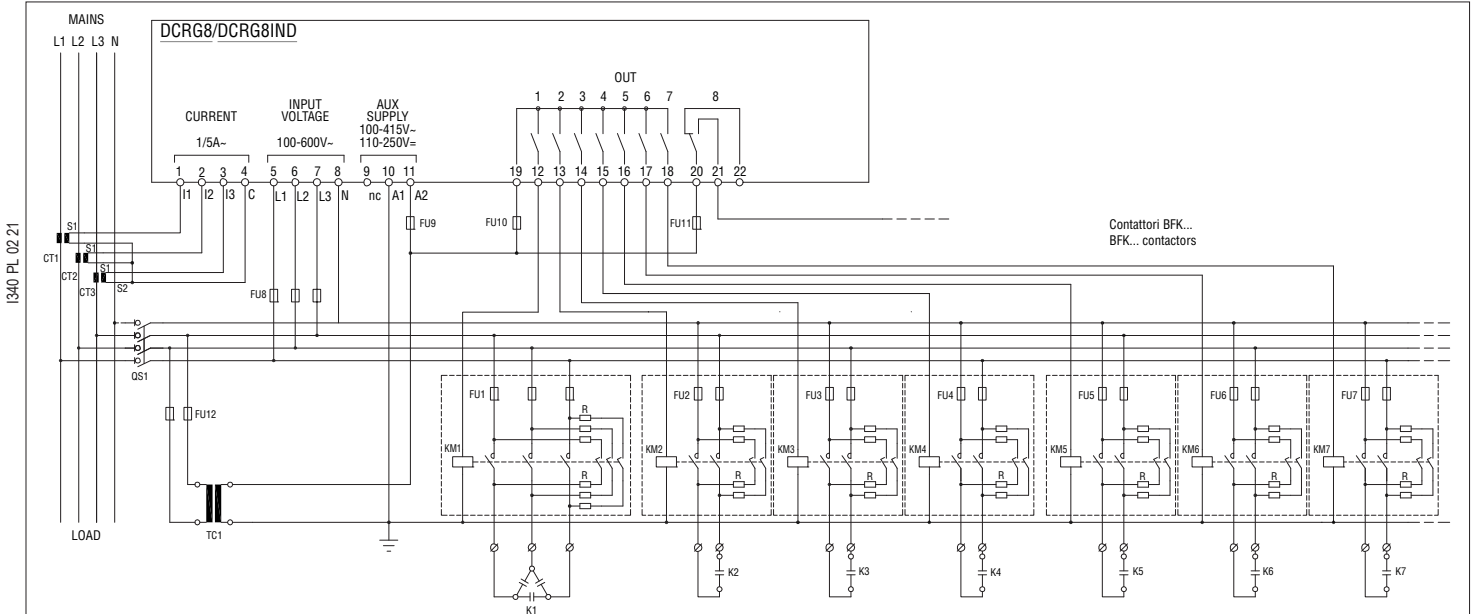 MAINS
L1 L2 L3 N
DCRG8/DCRG8IND
OUT
1 2 3 4 5 6 7 8
CURRENT
1/5A~
INPUT
VOLTAGE
100-600V~
AUX
SUPPLY
100-415V~
110-250V=
1 2 3 4 5 6 7 8 9 10 11 19 12 13 14 15 16 17 18 20 21 22
I1 I2 I3 C L1 L2 L3 N nc A1 A2
FU9 FU10 FU11
Contattori BFK...
BFK... contactors
S1
CT1
S1
CT2
S1
CT3
S2
FU8
I340 PL 02 21
QS1
FU12
FU1 FU2 FU3 FU4 FU5 FU6 FU7
R
KM1 KM2 KM3 KM4 KM5 KM6 KM7
R R R R R R R
LOAD
TC1
K1 K2 K3 K4 K5 K6 K7